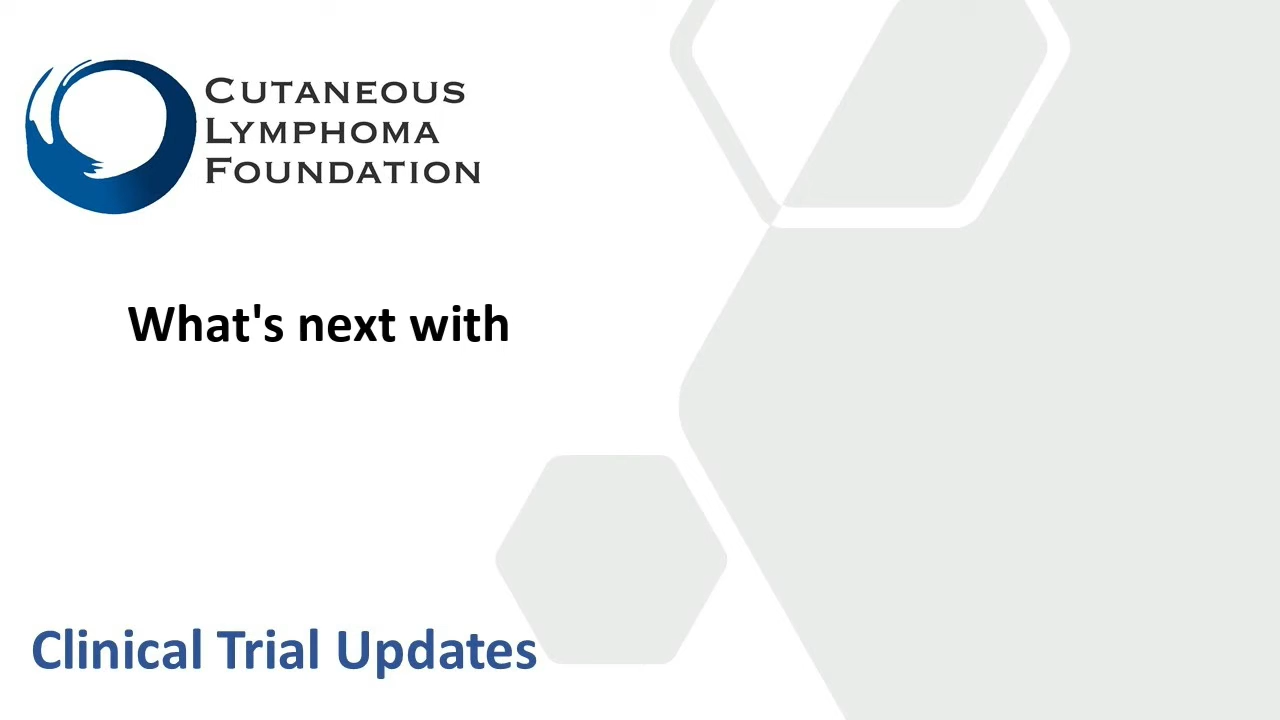 CUTANEOUS
LYMPHOMA
FOUNDATION
What's next with
Clinical Trial Updates